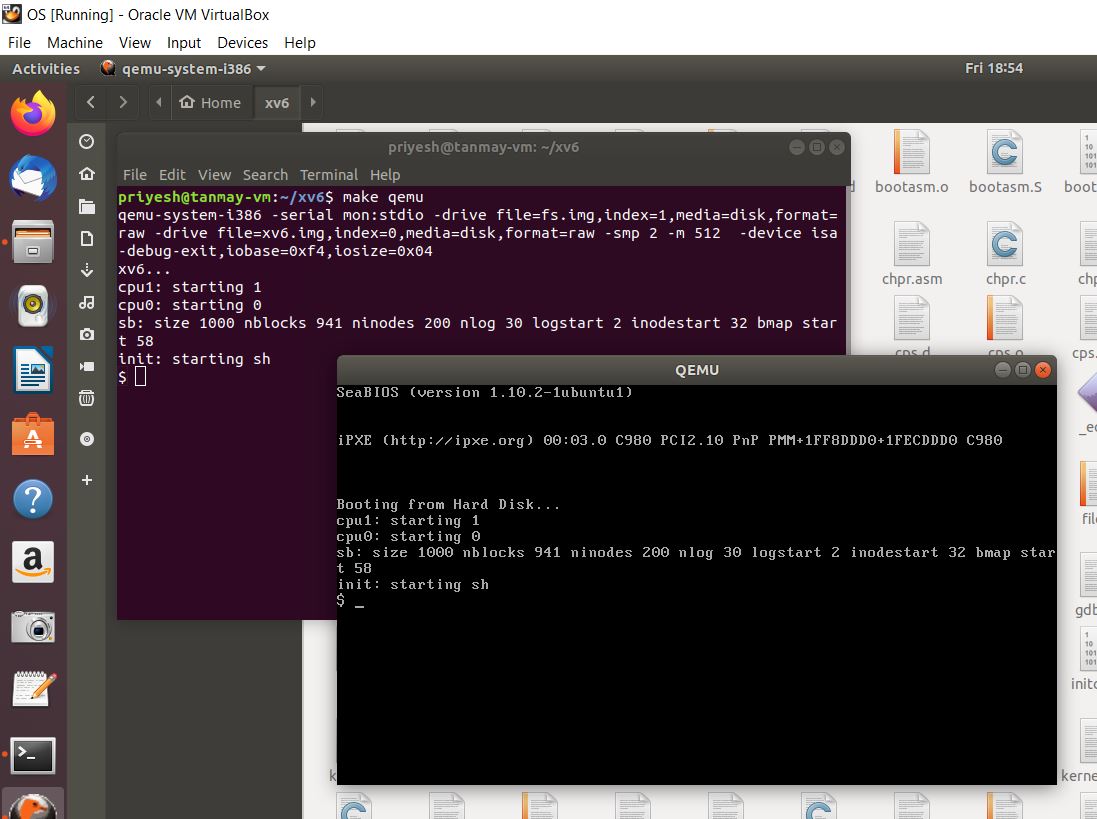 OS [Running] - Oracle VM VirtualBox
File Machine View Input Devices Help
Activities qemu-system-i386 Fri 18:54
Home xv6
priyesh@tanmay-vm: ~/xv6
File Edit View Search Terminal Help
priyesh@tanmay-vm:~/xv6$ make qemu
qemu-system-i386 -serial mon:stdio -drive file=fs.img,index=1,media=disk,format=
raw -drive file=xv6.img,index=0,media=disk,format=raw -smp 2 -m 512  -device isa
-debug-exit,iobase=0xf4,iosize=0x04
xv6...
cpu1: starting 1
cpu0: starting 0
sb: size 1000 nblocks 941 ninodes 200 nlog 30 logstart 2 inodestart 32 bmap star
t 58
init: starting sh
$
QEMU
SeaBIOS (version 1.10.2-1ubuntu1)
iPXE (http://ipxe.org) 00:03.0 C980 PCI2.10 PnP PMM+1FF8DDD0+1FECDDD0 C980
Booting from Hard Disk...
cpu1: starting 1
cpu0: starting 0
sb: size 1000 nblocks 941 ninodes 200 nlog 30 logstart 2 inodestart 32 bmap star
t 58
init: starting sh
$ _
bootasm.o bootasm.S boot
chpr.asm chpr.c
cps.d cps.o cps.
file
gdb
initc
kerne